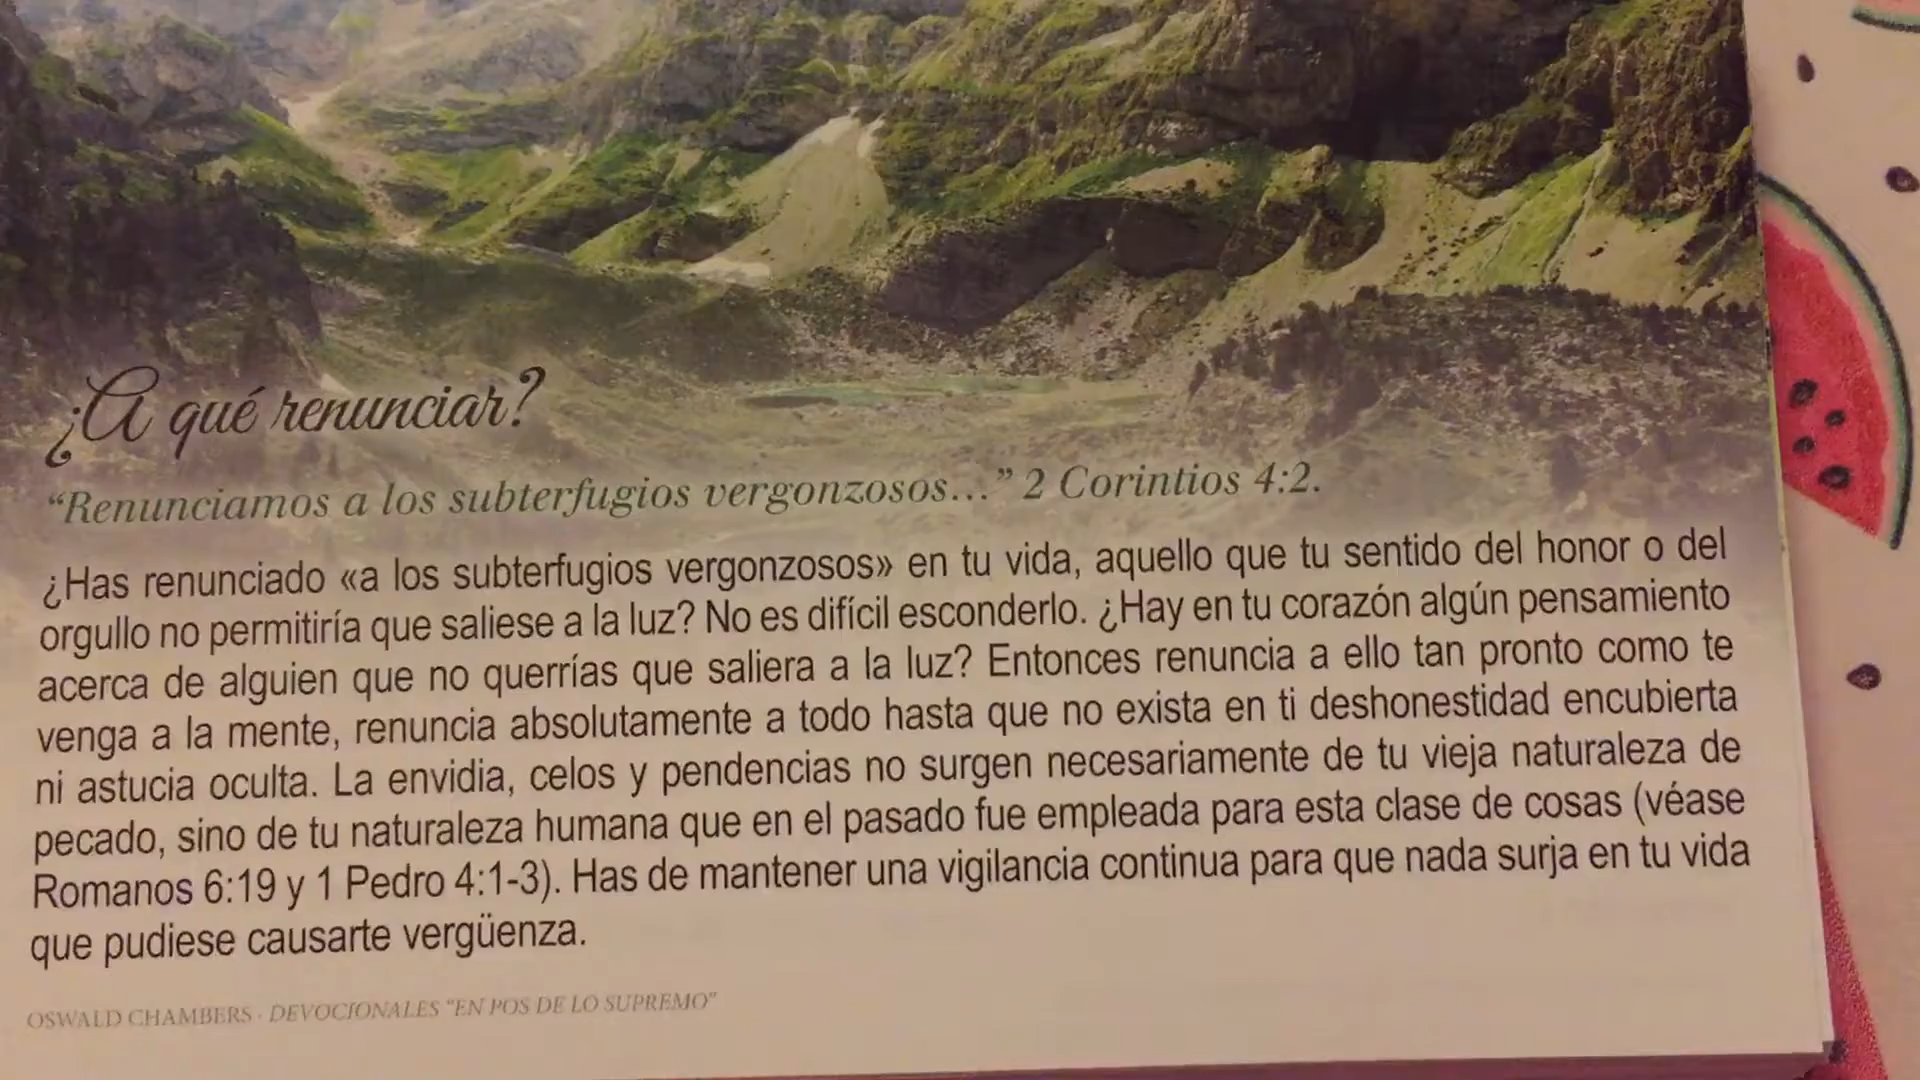 ¿A qué renunciar?
“Renunciamos a los subterfugios vergonzosos...” 2 Corintios 4:2.
¿Has renunciado «a los subterfugios vergonzosos» en tu vida, aquello que tu sentido del honor o del
orgullo no permitiría que saliese a la luz? No es difícil esconderlo. ¿Hay en tu corazón algún pensamiento
acerca de alguien que no querrías que saliera a la luz? Entonces renuncia a ello tan pronto como te
venga a la mente, renuncia absolutamente a todo hasta que no exista en ti deshonestidad encubierta
ni astucia oculta. La envidia, celos y pendencias no surgen necesariamente de tu vieja naturaleza de
pecado, sino de tu naturaleza humana que en el pasado fue empleada para esta clase de cosas (véase
Romanos 6:19 y 1 Pedro 4:1-3). Has de mantener una vigilancia continua para que nada surja en tu vida
que pudiese causarte vergüenza.
OSWALD CHAMBERS · DEVOCIONALES "EN POS DE LO SUPREMO"